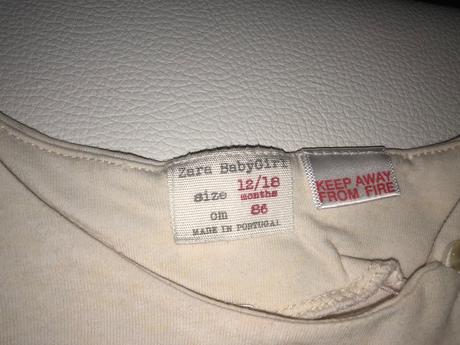 Zara BabyGirl
size 12/18
months
cm 86
MADE IN PORTUGAL
KEEP AWAY
FROM FIRE